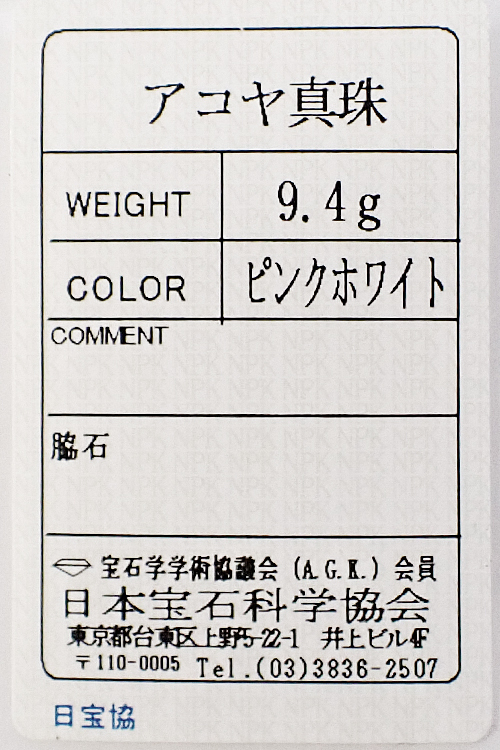 アコヤ真珠
WEIGHT 9.4g
COLOR ピンクホワイト
COMMENT
脇石
宝石学学術協議会 (A.G.K.) 会員
日本宝石科学協会
東京都台東区上野5-22-1 井上ビル4F
〒110-0005 Tel.(03)3836-2507
日宝協